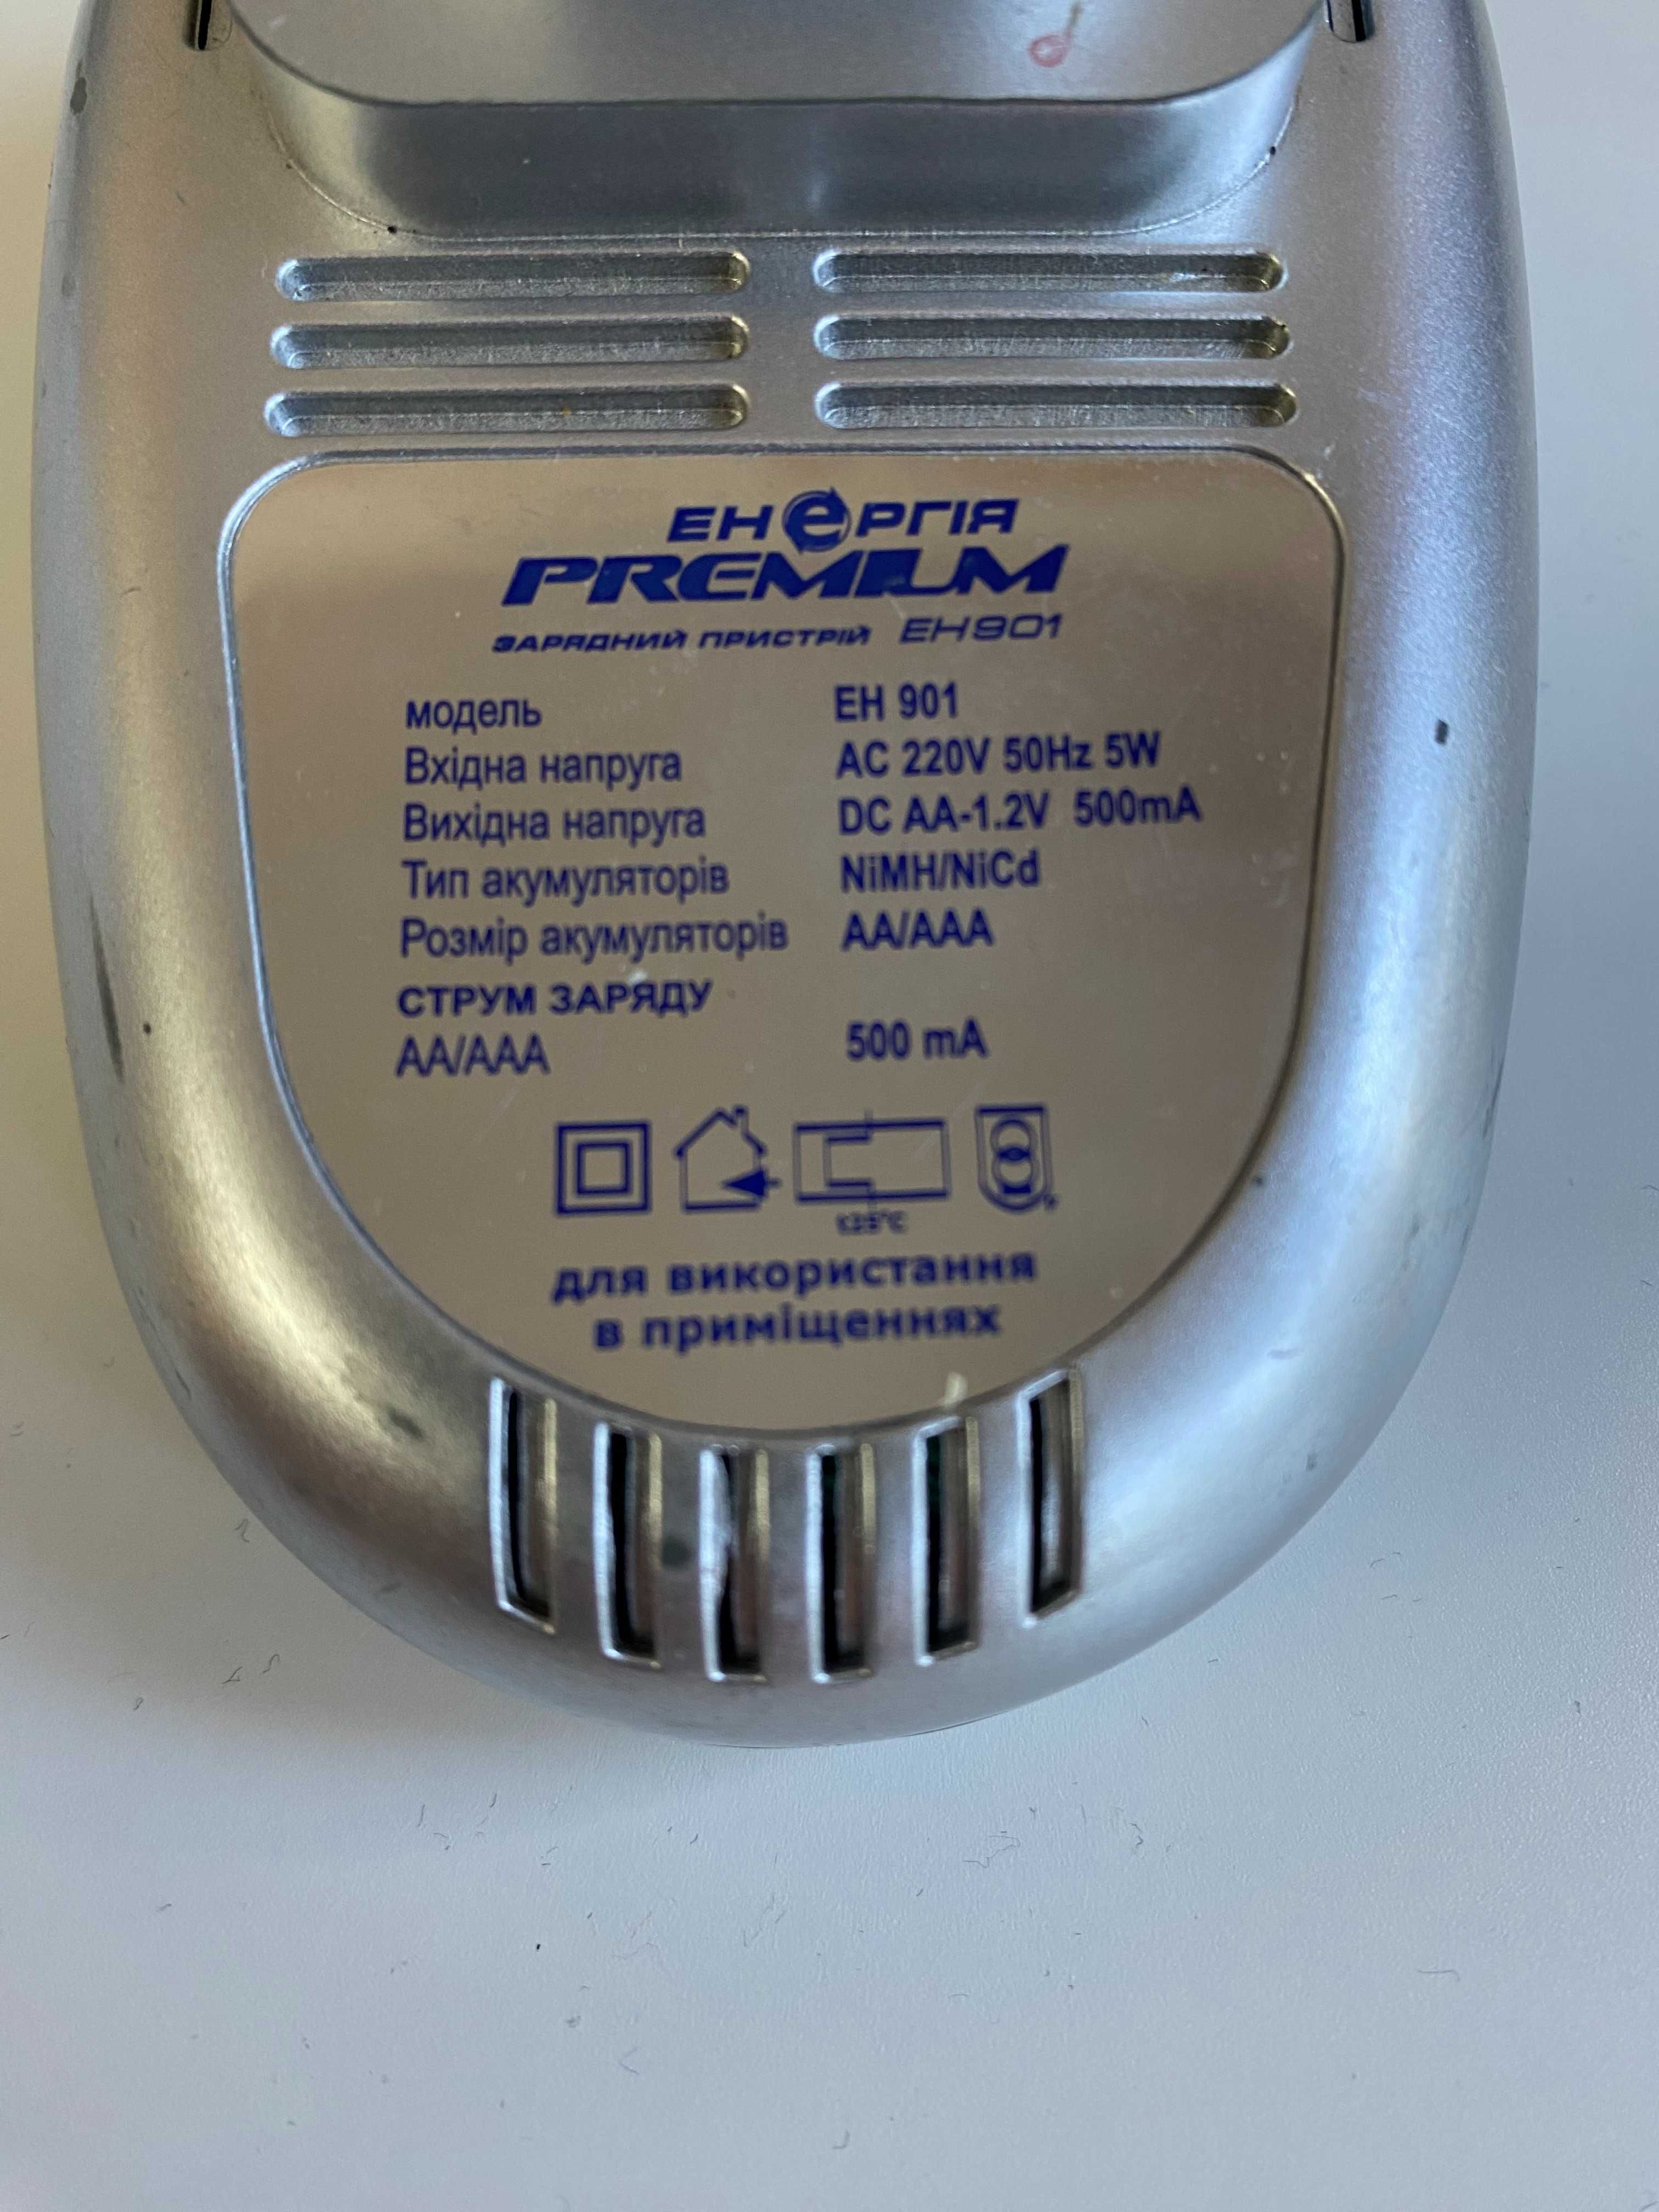 ЕНеРГІЯ
PREMIUM
ЗАРЯДНИЙ ПРИСТРІЙ EH901
модель EH 901
Вхідна напруга AC 220V 50Hz 5W
Вихідна напруга DC AA-1.2V 500mA
Тип акумуляторів NiMH/NiCd
Розмір акумуляторів AA/AAA
СТРУМ ЗАРЯДУ
AA/AAA 500 mA
для використання
в приміщеннях